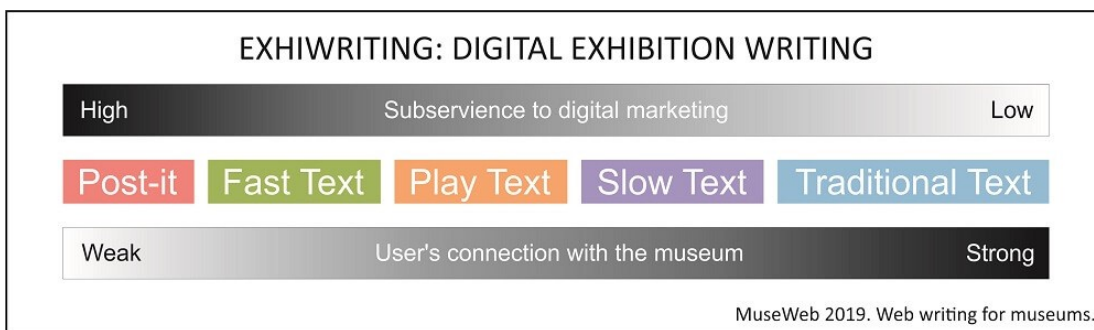 EXHIWRITING: DIGITAL EXHIBITION WRITING
High Subservience to digital marketing Low
Post-it Fast Text Play Text Slow Text Traditional Text
Weak User's connection with the museum Strong
MuseWeb 2019. Web writing for museums.